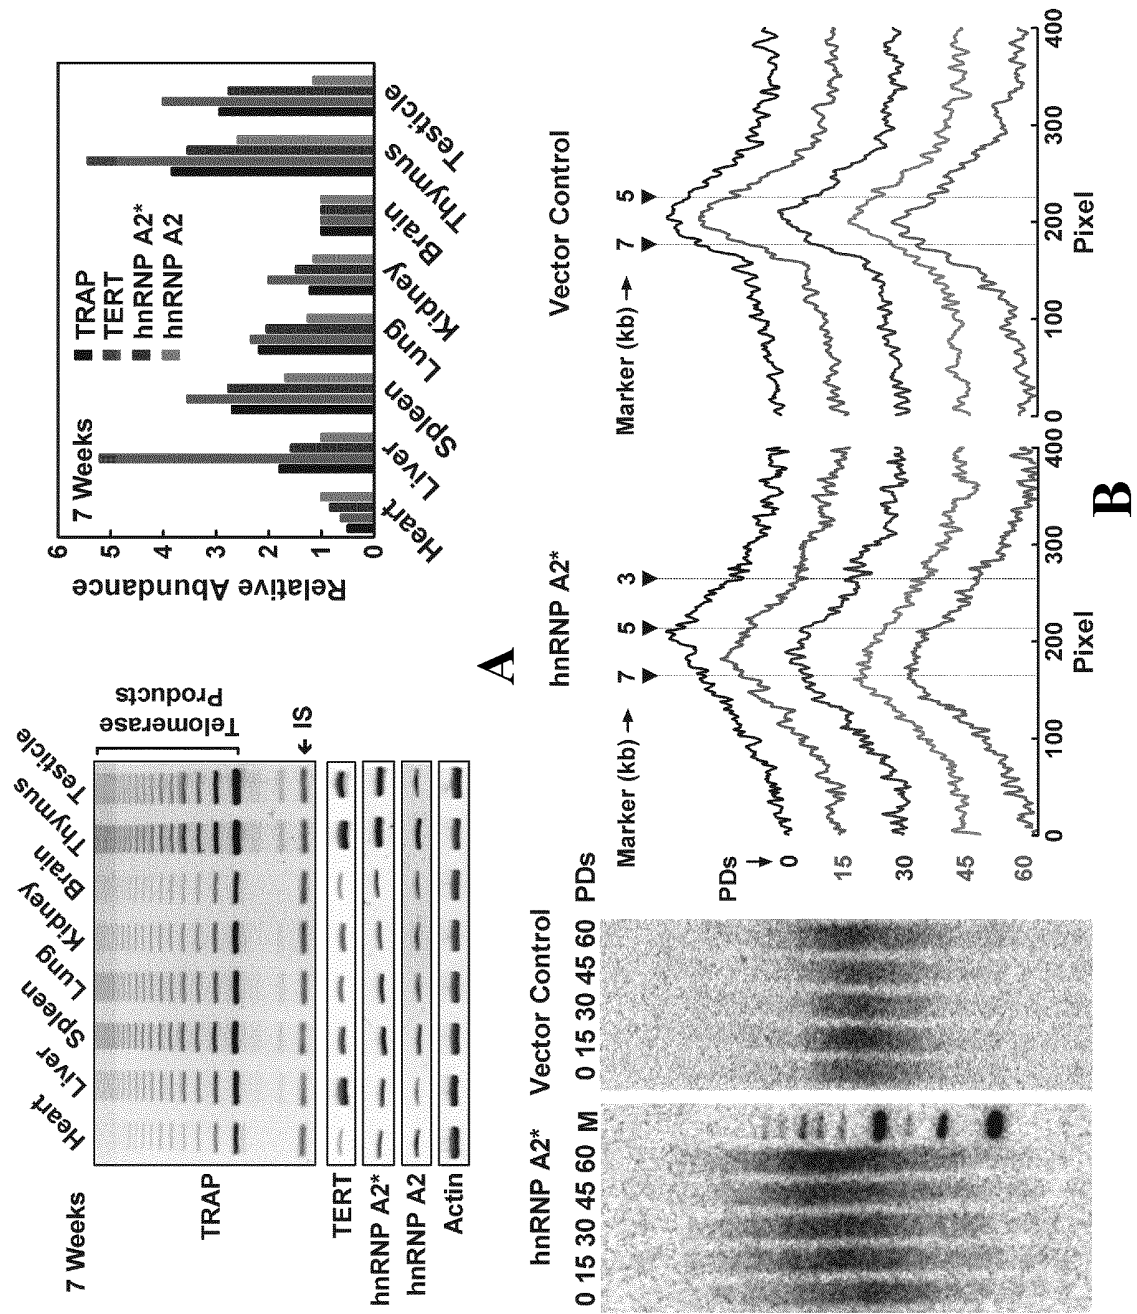 7 Weeks
Heart Liver Spleen Lung Kidney Brain Thymus Testicle
TRAP
Telomerase
Products
IS
TERT
hnRNP A2*
hnRNP A2
Actin
7 Weeks
TRAP
TERT
hnRNP A2*
hnRNP A2
Relative Abundance
6
5
4
3
2
1
0
Heart Liver Spleen Lung Kidney Brain Thymus Testicle
A
hnRNP A2* Vector Control
0 15 30 45 60 M 0 15 30 45 60 PDs
hnRNP A2* Vector Control
Marker (kb) → 7 5 3 Marker (kb) → 7 5
PDs
0
15
30
45
60
0 100 200 300 400 0 100 200 300 400
Pixel Pixel
B